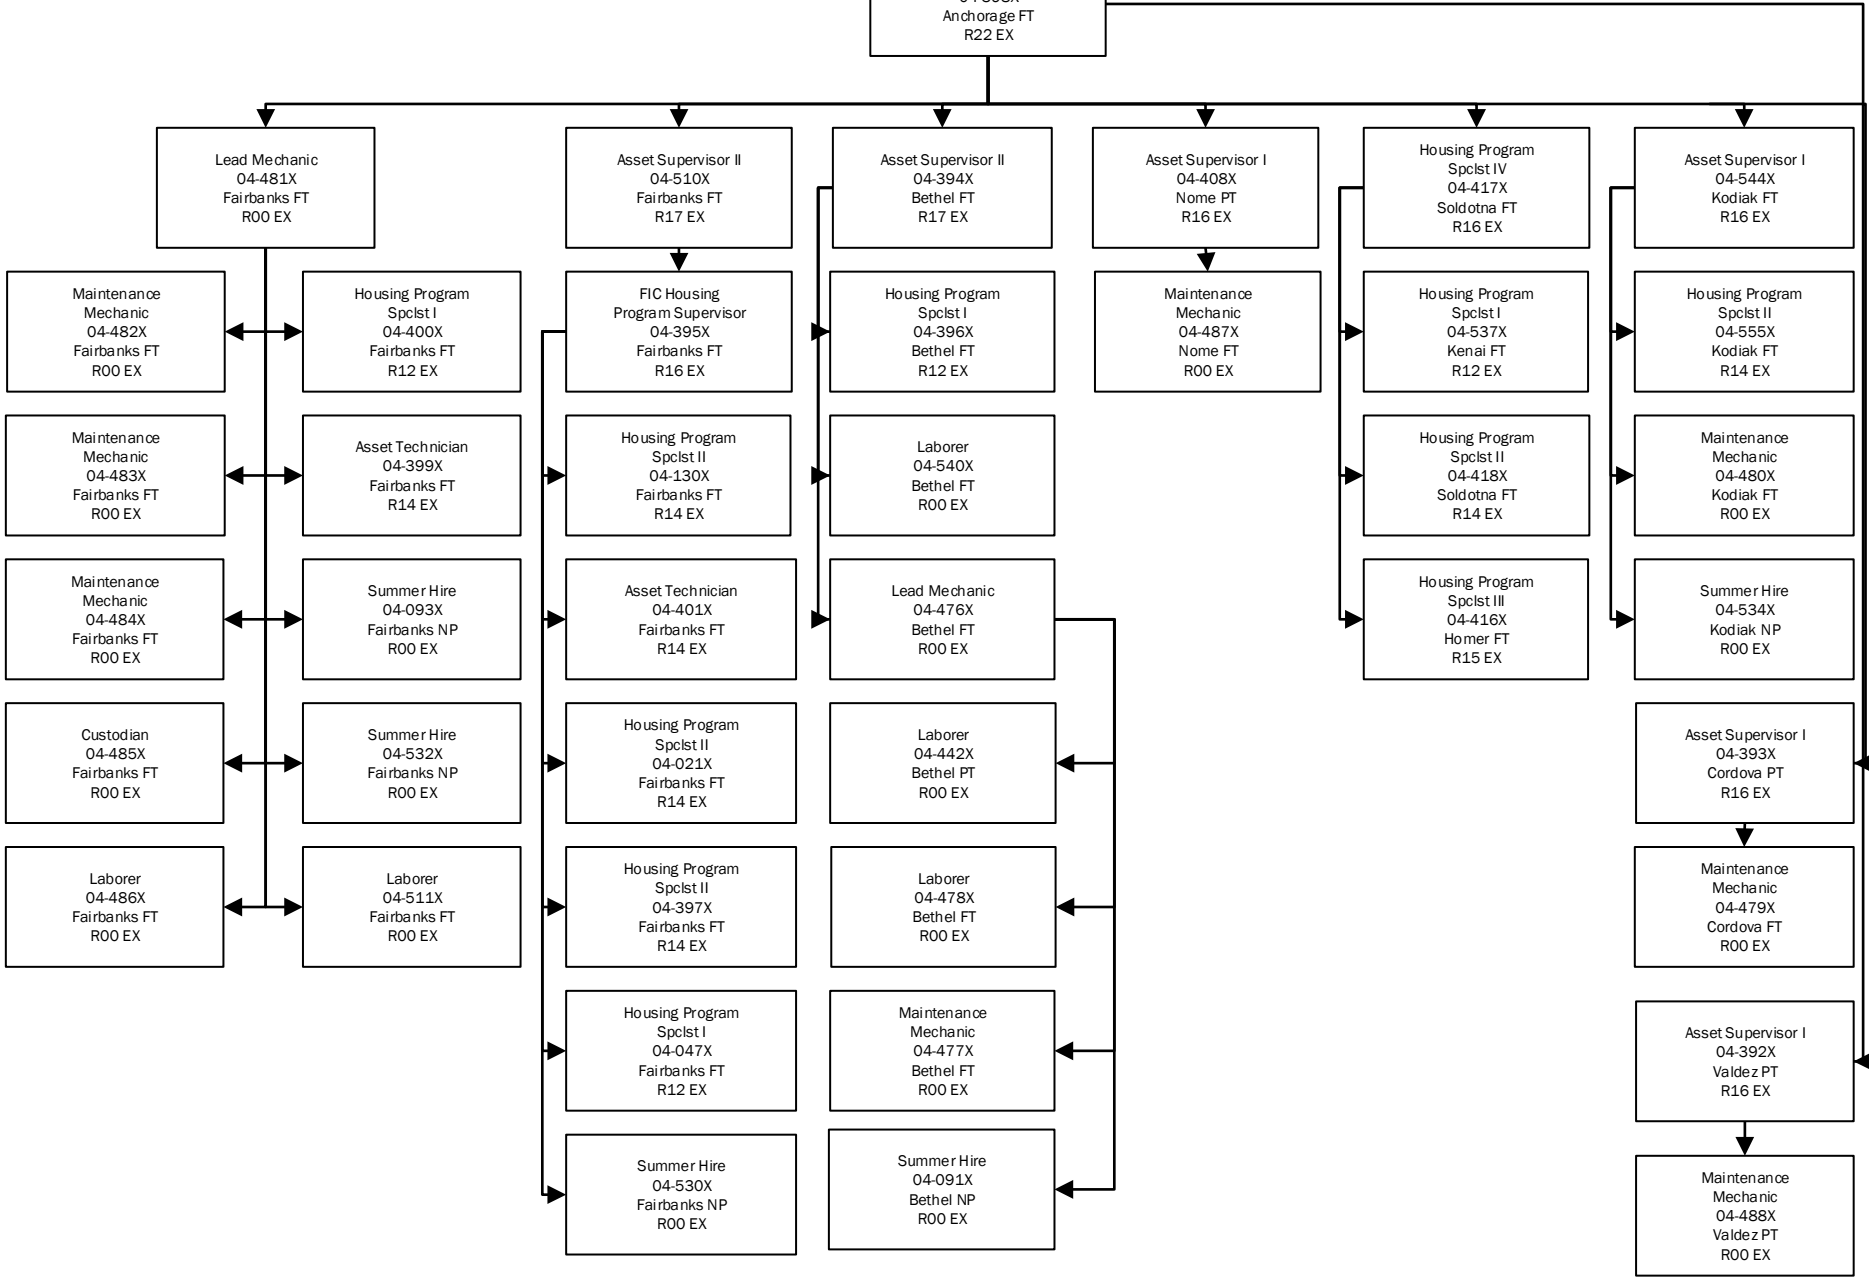 Anchorage FT
R22 EX
Lead Mechanic
04-481X
Fairbanks FT
R00 EX
Asset Supervisor II
04-510X
Fairbanks FT
R17 EX
Asset Supervisor II
04-394X
Bethel FT
R17 EX
Asset Supervisor I
04-408X
Nome PT
R16 EX
Housing Program
Spclst IV
04-417X
Soldotna FT
R16 EX
Asset Supervisor I
04-544X
Kodiak FT
R16 EX
Maintenance
Mechanic
04-482X
Fairbanks FT
R00 EX
Housing Program
Spclst I
04-400X
Fairbanks FT
R12 EX
FIC Housing
Program Supervisor
04-395X
Fairbanks FT
R16 EX
Housing Program
Spclst I
04-396X
Bethel FT
R12 EX
Maintenance
Mechanic
04-487X
Nome FT
R00 EX
Housing Program
Spclst I
04-537X
Kenai FT
R12 EX
Housing Program
Spclst II
04-555X
Kodiak FT
R14 EX
Maintenance
Mechanic
04-483X
Fairbanks FT
R00 EX
Asset Technician
04-399X
Fairbanks FT
R14 EX
Housing Program
Spclst II
04-130X
Fairbanks FT
R14 EX
Laborer
04-540X
Bethel FT
R00 EX
Housing Program
Spclst II
04-418X
Soldotna FT
R14 EX
Maintenance
Mechanic
04-480X
Kodiak FT
R00 EX
Maintenance
Mechanic
04-484X
Fairbanks FT
R00 EX
Summer Hire
04-093X
Fairbanks NP
R00 EX
Asset Technician
04-401X
Fairbanks FT
R14 EX
Lead Mechanic
04-476X
Bethel FT
R00 EX
Housing Program
Spclst III
04-416X
Homer FT
R15 EX
Summer Hire
04-534X
Kodiak NP
R00 EX
Custodian
04-485X
Fairbanks FT
R00 EX
Summer Hire
04-532X
Fairbanks NP
R00 EX
Housing Program
Spclst II
04-021X
Fairbanks FT
R14 EX
Laborer
04-442X
Bethel PT
R00 EX
Asset Supervisor I
04-393X
Cordova PT
R16 EX
Laborer
04-486X
Fairbanks FT
R00 EX
Laborer
04-511X
Fairbanks FT
R00 EX
Housing Program
Spclst II
04-397X
Fairbanks FT
R14 EX
Laborer
04-478X
Bethel FT
R00 EX
Maintenance
Mechanic
04-479X
Cordova FT
R00 EX
Housing Program
Spclst I
04-047X
Fairbanks FT
R12 EX
Maintenance
Mechanic
04-477X
Bethel FT
R00 EX
Asset Supervisor I
04-392X
Valdez PT
R16 EX
Summer Hire
04-530X
Fairbanks NP
R00 EX
Summer Hire
04-091X
Bethel NP
R00 EX
Maintenance
Mechanic
04-488X
Valdez PT
R00 EX